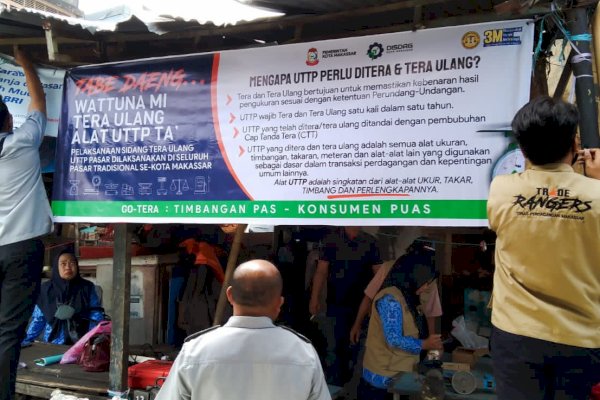 PEMERINTAH
KOTA MAKASSAR
DISDAG
3M
TABE DAENG...
WATTUNA MI
TERA ULANG
ALAT UTTP TA'
PELAKSANAAN SIDANG TERA ULANG
UTTP PASAR DILAKSANAKAN DI SELURUH
PASAR TRADISIONAL SE-KOTA MAKASSAR
MENGAPA UTTP PERLU DITERA & TERA ULANG?
Tera dan Tera Ulang bertujuan untuk memastikan kebenaran hasil
pengukuran sesuai dengan ketentuan Perundang-Undangan.
UTTP wajib Tera dan Tera Ulang satu kali dalam satu tahun.
UTTP yang telah ditera/tera ulang ditandai dengan pembubuhan
Cap Tanda Tera (CTT)
UTTP yang ditera dan tera ulang adalah semua alat ukuran,
timbangan, takaran, meteran dan alat-alat lain yang digunakan
sebagai dasar dalam transaksi perdagangan dan kepentingan
umum lainnya.
Alat UTTP adalah singkatan dari alat-alat UKUR, TAKAR,
TIMBANG DAN PERLENGKAPANNYA.
GO-TERA : TIMBANGAN PAS - KONSUMEN PUAS
TRADE
RANGERS
DINAS PERDAGANGAN MAKASSAR
BRI